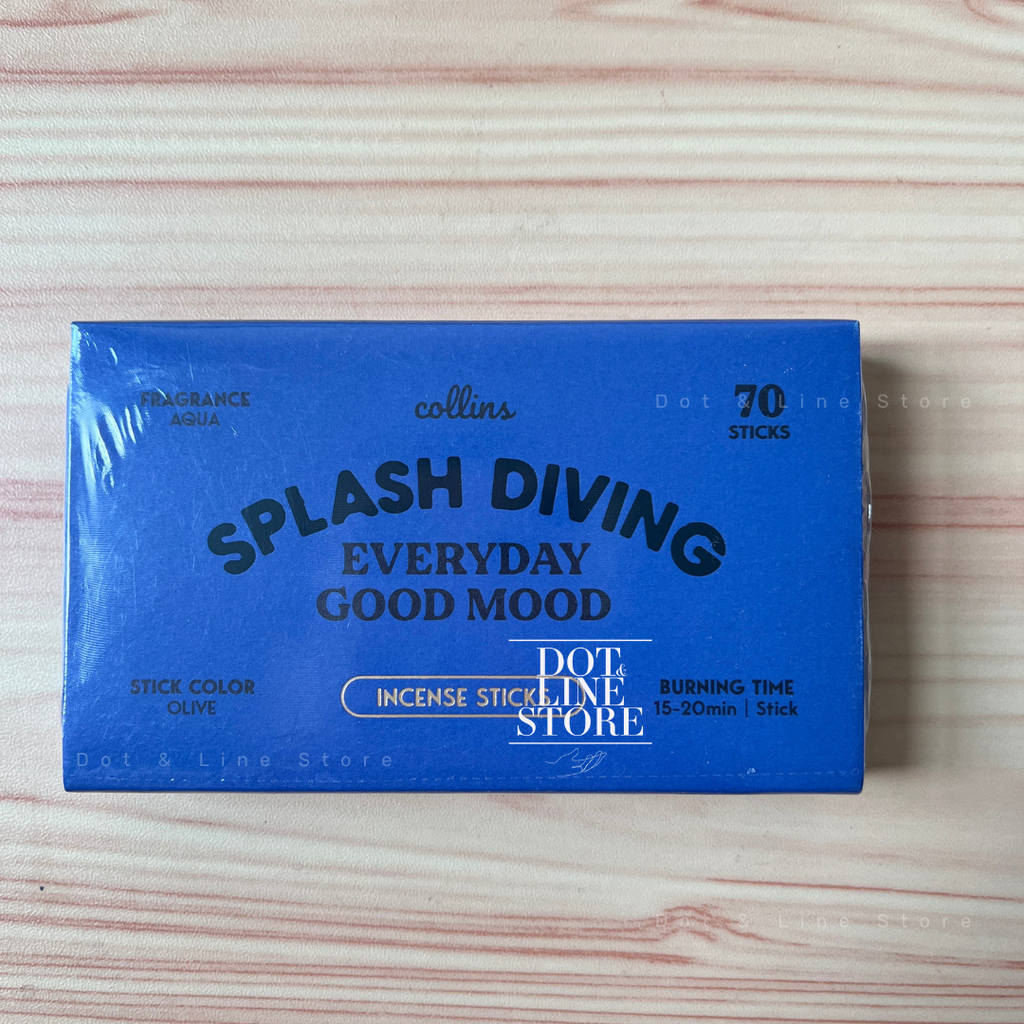 FRAGRANCE
AQUA
collins
70
STICKS
Dot & Line Store
SPLASH DIVING
EVERYDAY
GOOD MOOD
STICK COLOR
OLIVE
INCENSE STICKS
DOT &
LINE
STORE
BURNING TIME
15-20min | Stick
Dot & Line Store
Dot & Line Store